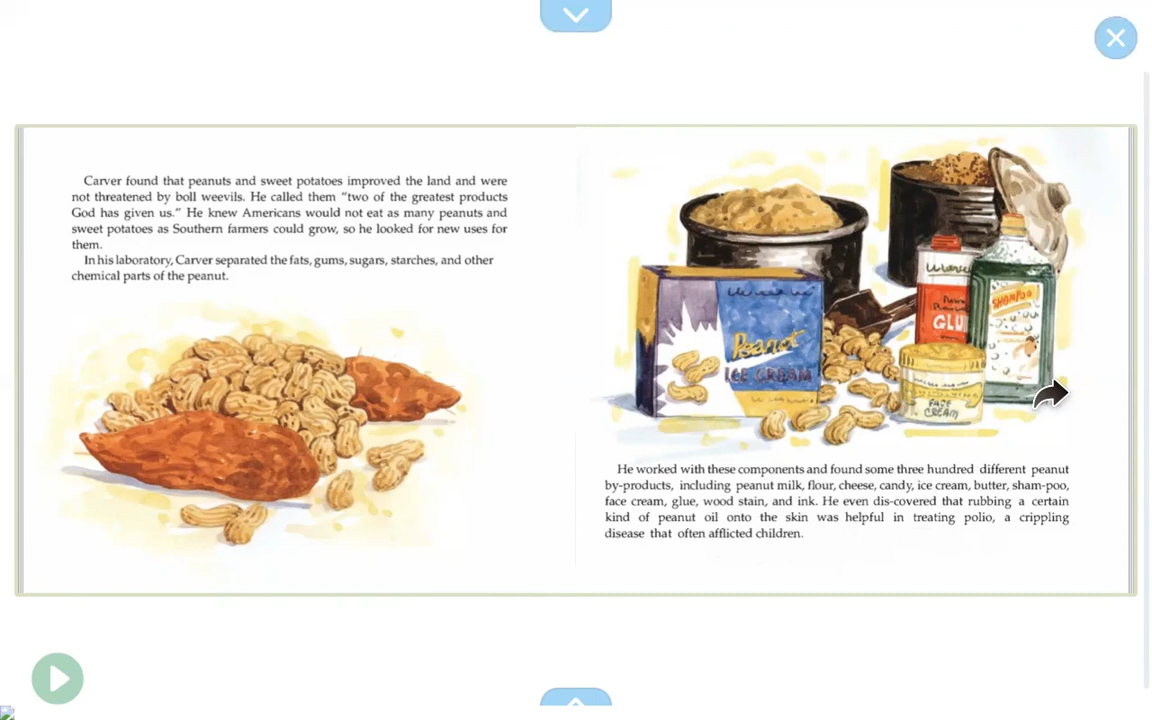 Carver found that peanuts and sweet potatoes improved the land and were
not threatened by boll weevils. He called them “two of the greatest products
God has given us.” He knew Americans would not eat as many peanuts and
sweet potatoes as Southern farmers could grow, so he looked for new uses for
them.
In his laboratory, Carver separated the fats, gums, sugars, starches, and other
chemical parts of the peanut.
Peanut
ICE CREAM
GLU
SHAMPOO
FACE
CREAM
He worked with these components and found some three hundred different peanut
by-products, including peanut milk, flour, cheese, candy, ice cream, butter, sham-poo,
face cream, glue, wood stain, and ink. He even dis-covered that rubbing a certain
kind of peanut oil onto the skin was helpful in treating polio, a crippling
disease that often afflicted children.